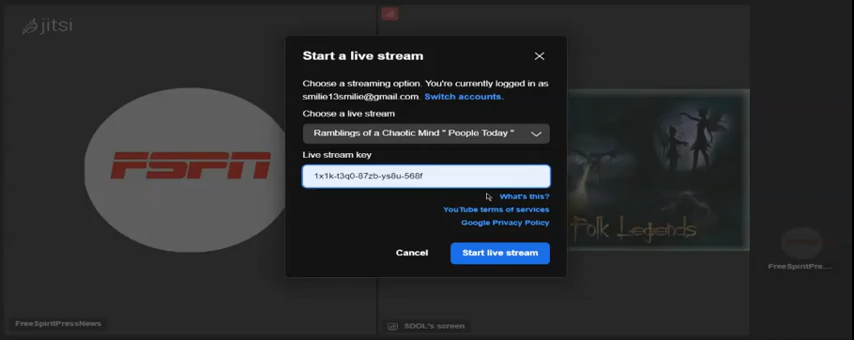 jitsi
Start a live stream
Choose a streaming option. You're currently logged in as
smilie13smilie@gmail.com. Switch accounts.
Choose a live stream
Ramblings of a Chaotic Mind " People Today "
Live stream key
1x1k-t3q0-87zb-ys8u-568f
What's this?
YouTube terms of services
Google Privacy Policy
Cancel
Start live stream
FSPN
Folk Legends
FreeSpiritPre...
FreeSpiritPressNews
SDOL's screen